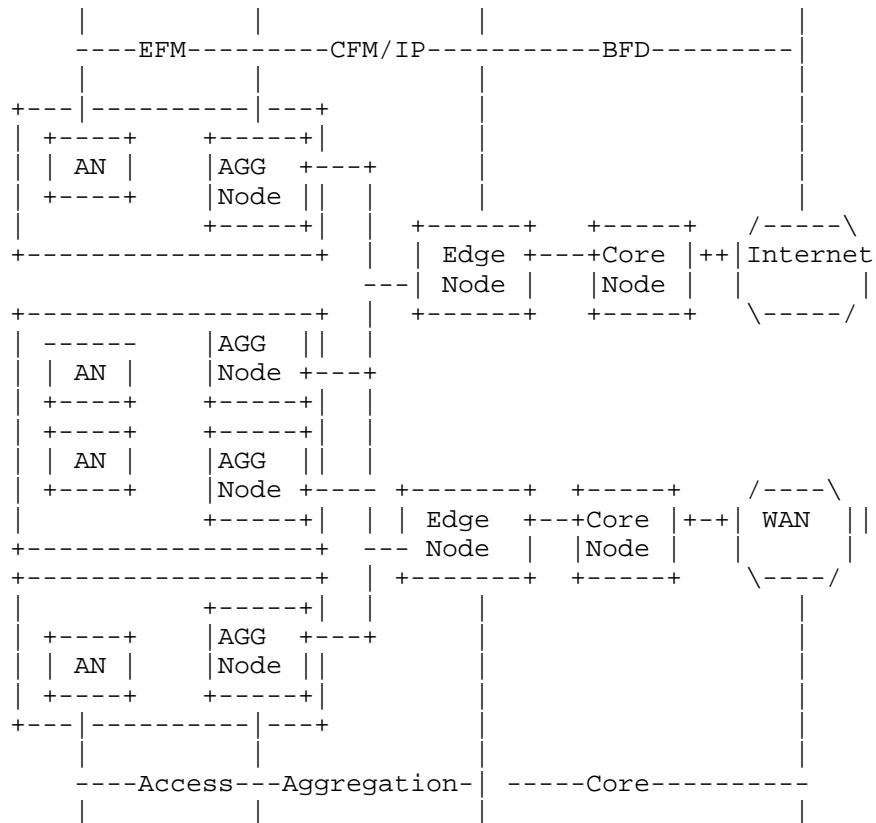 ----EFM---------CFM/IP-----------BFD---------
AN AGG
Node
Edge Core Internet
Node Node
AGG
AN Node
AN AGG
Node
Edge Core WAN
Node Node
AGG
AN Node
----Access---Aggregation- -----Core----------